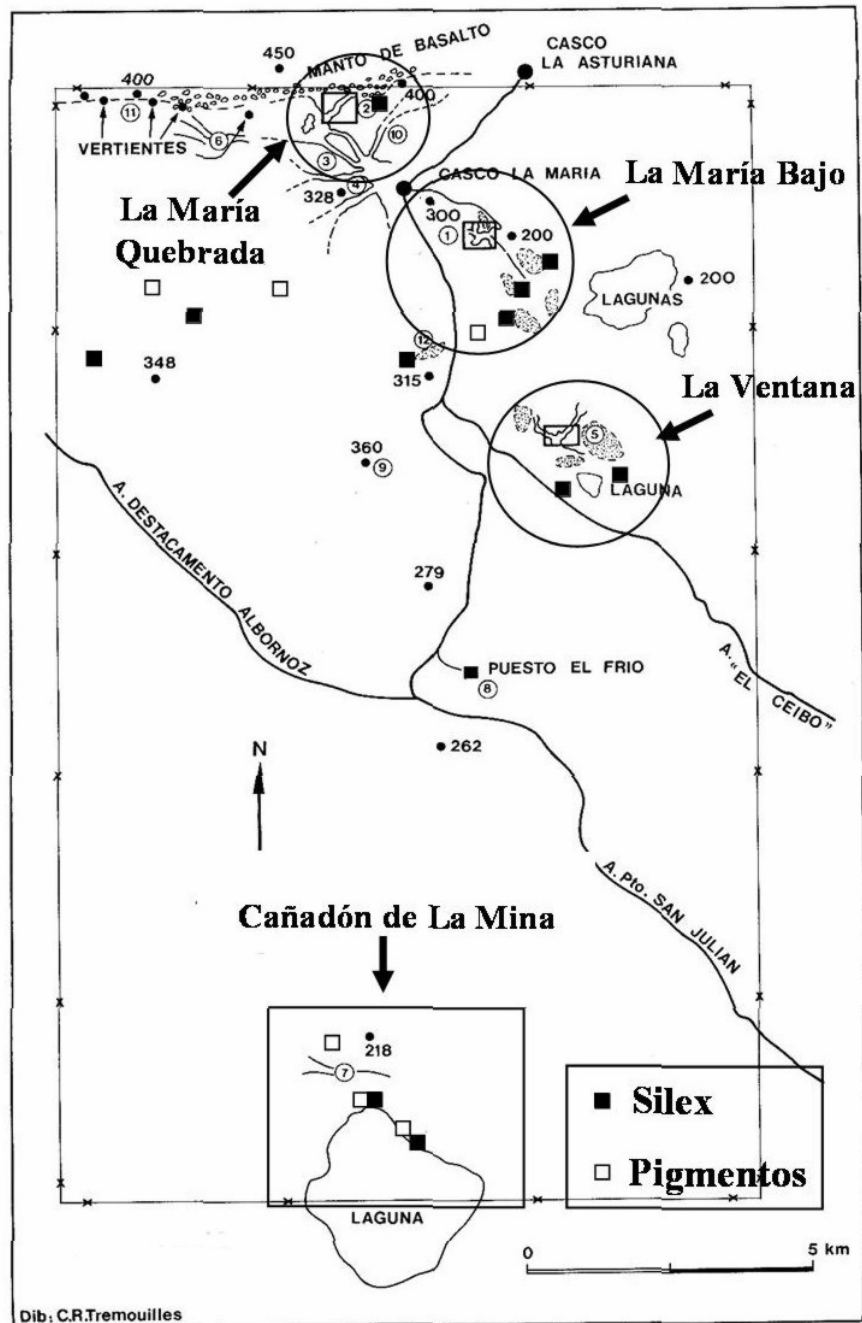 450
MANTO DE BASALTO
CASCO
LA ASTURIANA
400
400
11
2
10
6
VERTIENTES
3
4
328
CASCO LA MARIA
La María
Quebrada
La María Bajo
300
1
200
200
LAGUNAS
12
348
315
La Ventana
5
360
9
LAGUNA
A. DESTACAMENTO ALBORNOZ
279
PUESTO EL FRIO
8
A. "EL CEIBO"
262
N
A. Pto. SAN JULIAN
Cañadón de La Mina
218
7
Silex
Pigmentos
LAGUNA
0
5 km
Dib: C.R.Tremouilles